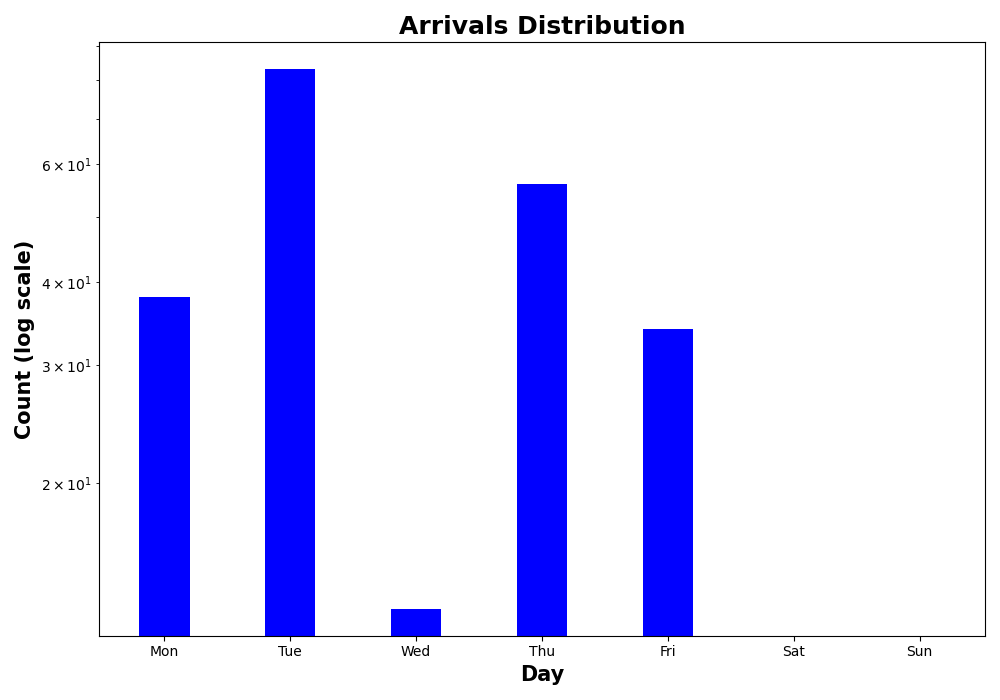 Arrivals Distribution
6 × 10¹
4 × 10¹
3 × 10¹
2 × 10¹
Count (log scale)
Mon Tue Wed Thu Fri Sat Sun
Day